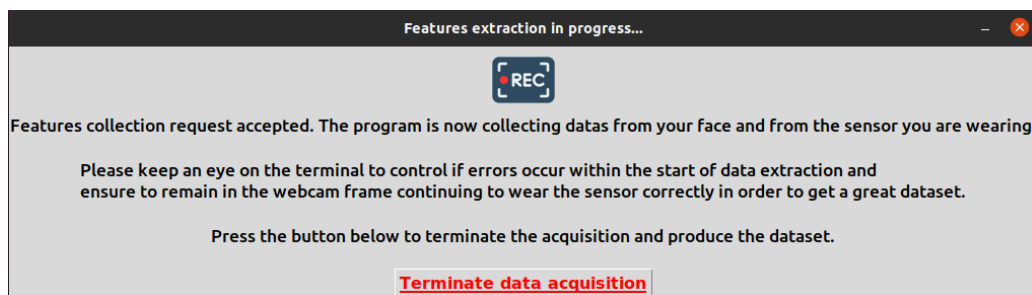 Features extraction in progress...
REC
Features collection request accepted. The program is now collecting datas from your face and from the sensor you are wearing
Please keep an eye on the terminal to control if errors occur within the start of data extraction and
ensure to remain in the webcam frame continuing to wear the sensor correctly in order to get a great dataset.
Press the button below to terminate the acquisition and produce the dataset.
Terminate data acquisition